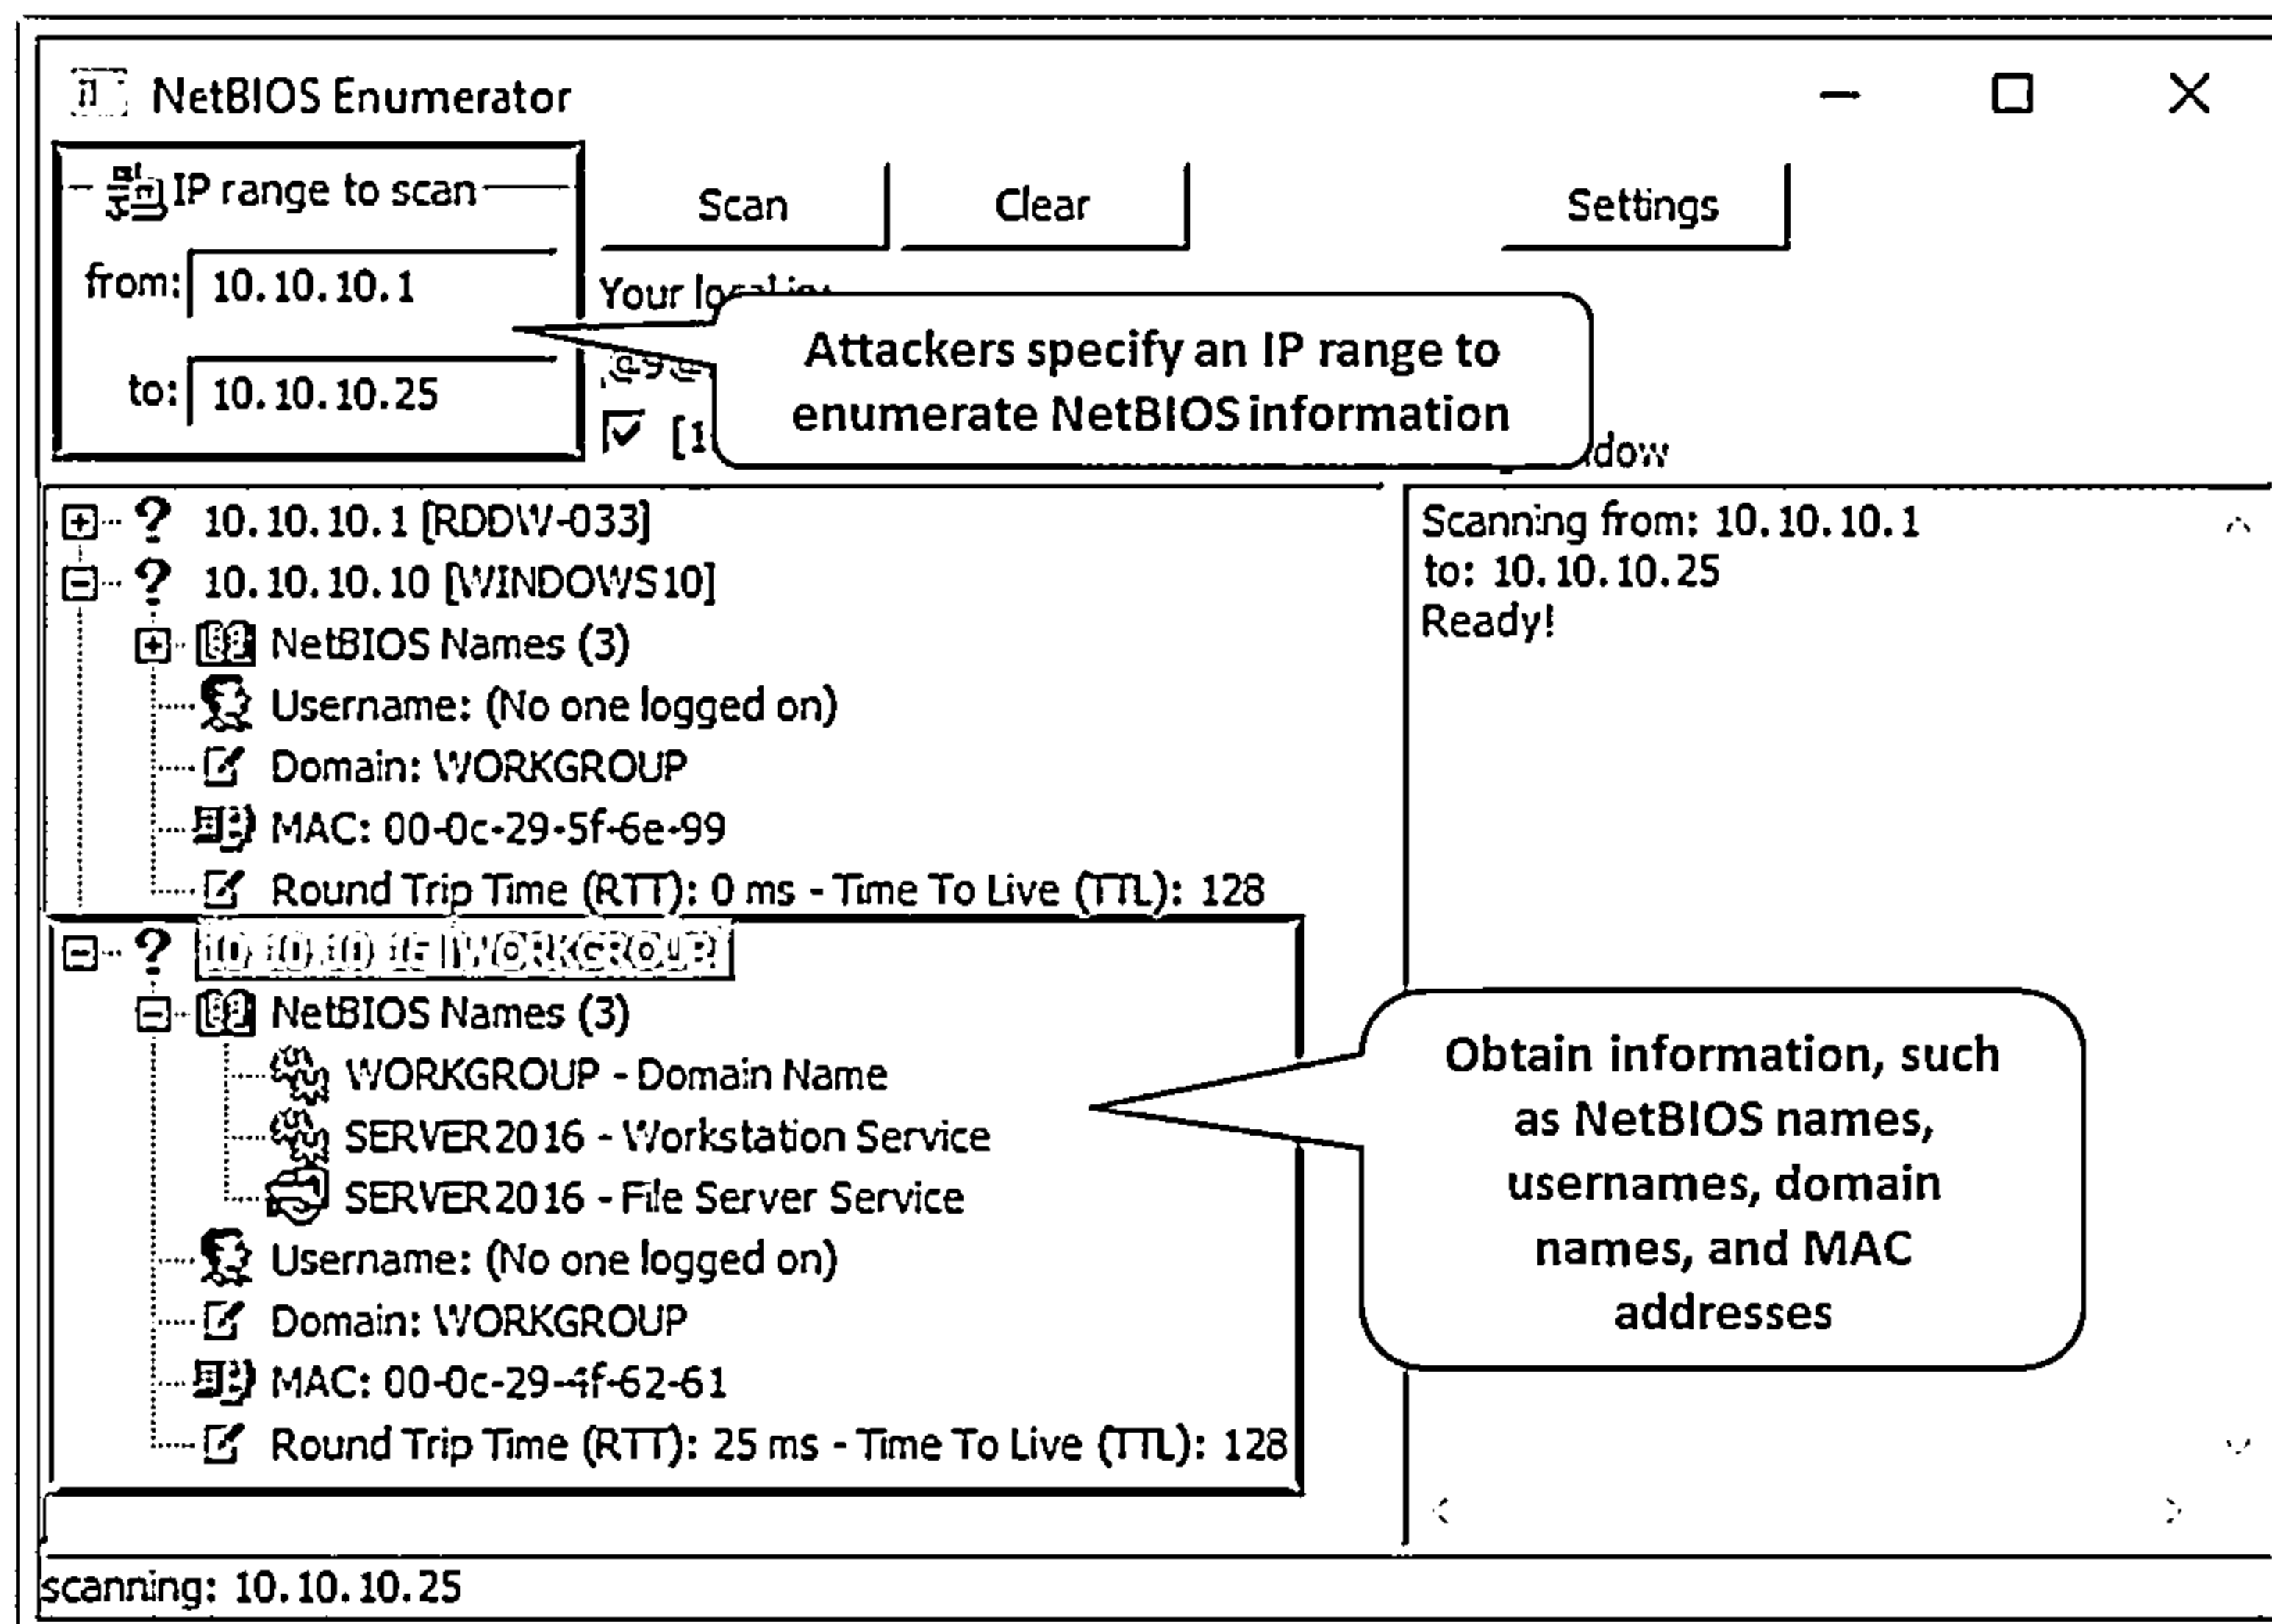 NetBIOS Enumerator
IP range to scan
Scan
Clear
Settings
from: 10.10.10.1
to: 10.10.10.25
Your local ip:
Attackers specify an IP range to
enumerate NetBIOS information
10.10.10.1 [RDDW-033]
10.10.10.10 [WINDOWS10]
NetBIOS Names (3)
Username: (No one logged on)
Domain: WORKGROUP
MAC: 00-0c-29-5f-6e-99
Round Trip Time (RTT): 0 ms - Time To Live (TTL): 128
[WORKGROUP]
NetBIOS Names (3)
WORKGROUP - Domain Name
SERVER2016 - Workstation Service
SERVER2016 - File Server Service
Username: (No one logged on)
Domain: WORKGROUP
MAC: 00-0c-29-4f-62-61
Round Trip Time (RTT): 25 ms - Time To Live (TTL): 128
Scanning from: 10.10.10.1
to: 10.10.10.25
Ready!
Obtain information, such
as NetBIOS names,
usernames, domain
names, and MAC
addresses
scanning: 10.10.10.25